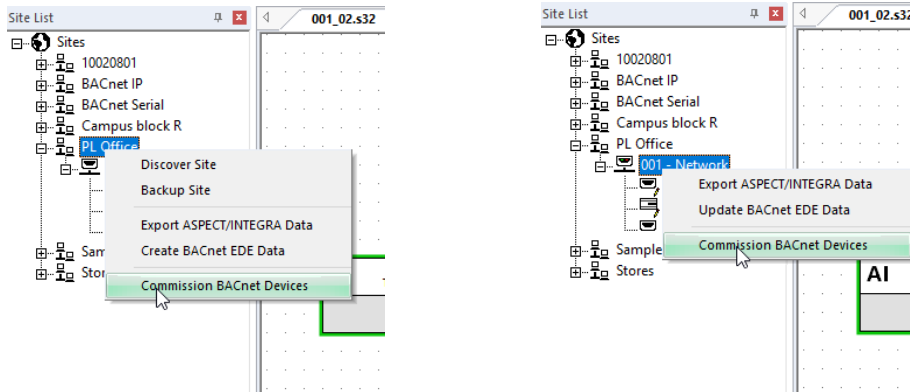 Site List
001_02.s32
Sites
10020801
BACnet IP
BACnet Serial
Campus block R
PL Office
Discover Site
Backup Site
Export ASPECT/INTEGRA Data
Create BACnet EDE Data
Sam
Stor
Commission BACnet Devices
Site List
001_02.s32
Sites
10020801
BACnet IP
BACnet Serial
Campus block R
PL Office
001 - Network
Export ASPECT/INTEGRA Data
Update BACnet EDE Data
Sample
Commission BACnet Devices
Stores
AI